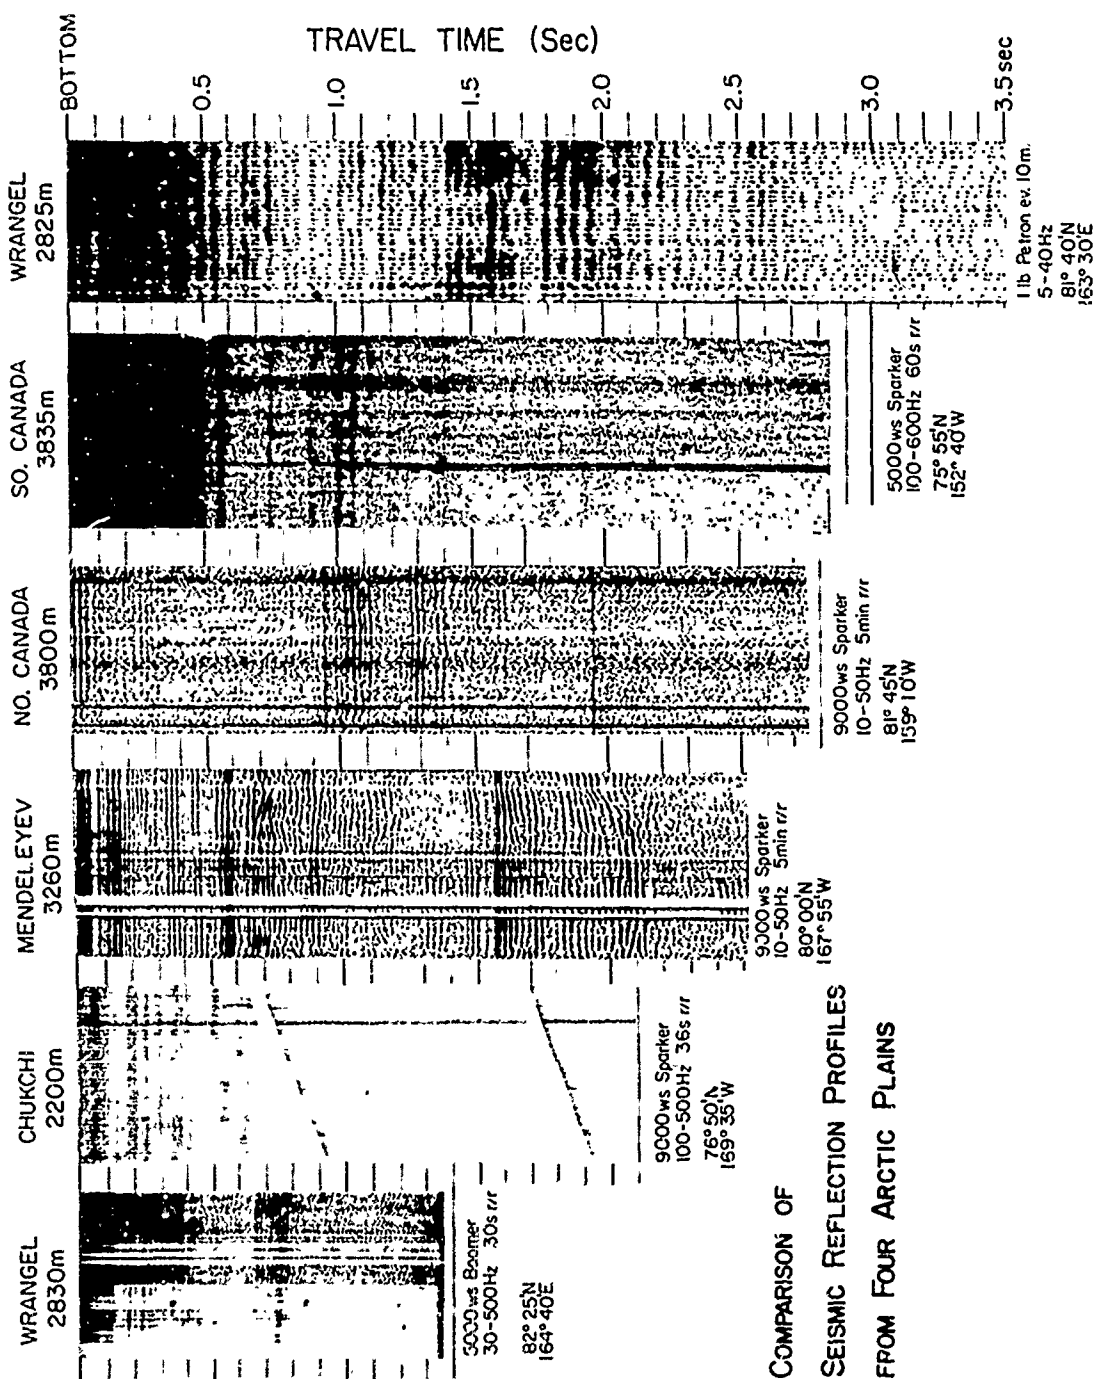 WRANGEL
2830m
3000ws Boomer
30-500Hz 30s r/r
82° 25'N
164° 40'E
CHUKCHI
2200m
9000ws Sparker
100-500Hz 36s r/r
76° 50'N
169° 35'W
MENDELEYEV
3260m
9000ws Sparker
10-50Hz 5min r/r
80° 00'N
167° 55'W
NO. CANADA
3800m
9000ws Sparker
10-50Hz 5min r/r
81° 45'N
159° 10'W
SO. CANADA
3835m
5000ws Sparker
100-600Hz 60s r/r
75° 55'N
152° 40'W
WRANGEL
2825m
1 lb Petron ev. 10m.
5-40Hz
81° 40'N
163° 30'E
TRAVEL TIME (Sec)
BOTTOM
0.5
1.0
1.5
2.0
2.5
3.0
3.5 sec
COMPARISON OF
SEISMIC REFLECTION PROFILES
FROM FOUR ARCTIC PLAINS